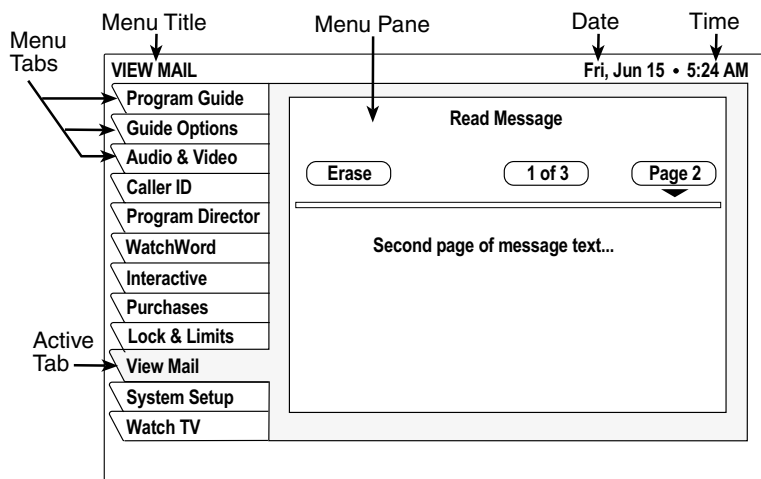 Menu Title
Menu Pane
Date
Time
Menu
Tabs
VIEW MAIL
Fri, Jun 15 • 5:24 AM
Program Guide
Guide Options
Audio & Video
Caller ID
Program Director
WatchWord
Interactive
Purchases
Lock & Limits
Active
Tab
View Mail
System Setup
Watch TV
Read Message
Erase
1 of 3
Page 2
Second page of message text...